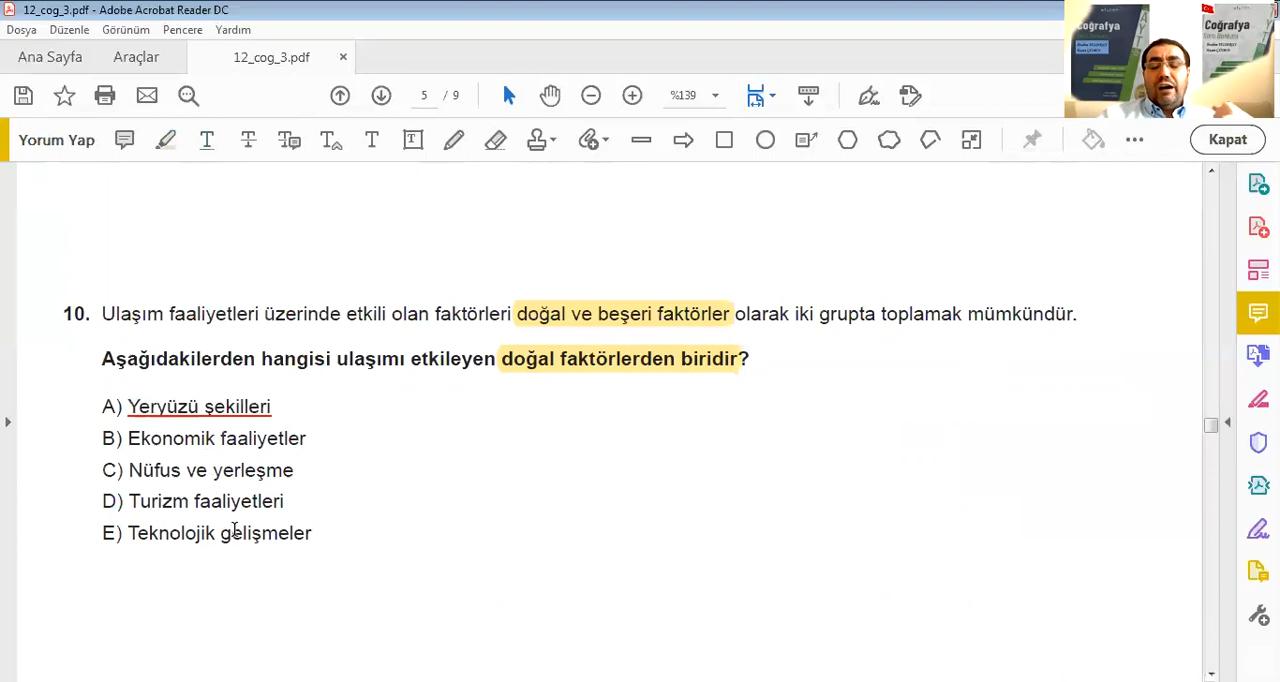 12_cog_3.pdf - Adobe Acrobat Reader DC
Dosya Düzenle Görünüm Pencere Yardım
Ana Sayfa Araçlar 12_cog_3.pdf ×
5 / 9 %139
Yorum Yap Kapat
Coğrafya
Coğrafya
10. Ulaşım faaliyetleri üzerinde etkili olan faktörleri doğal ve beşeri faktörler olarak iki grupta toplamak mümkündür.
Aşağıdakilerden hangisi ulaşımı etkileyen doğal faktörlerden biridir?
A) Yeryüzü şekilleri
B) Ekonomik faaliyetler
C) Nüfus ve yerleşme
D) Turizm faaliyetleri
E) Teknolojik gelişmeler